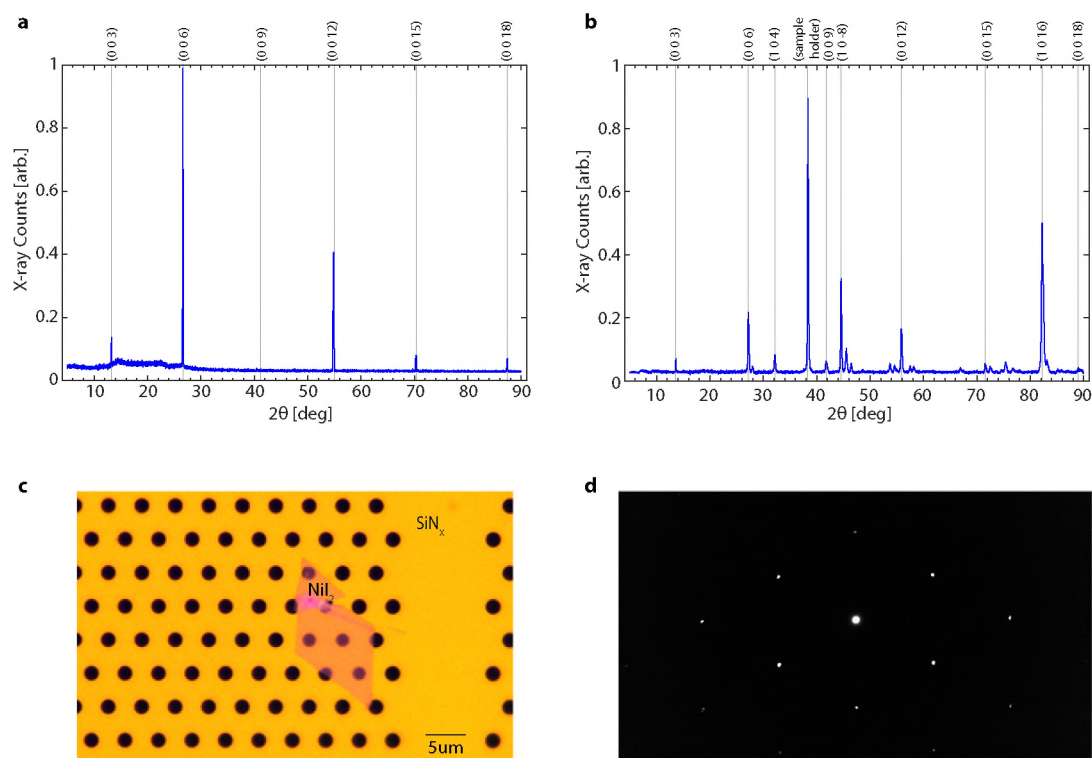 a
(0 0 3)
(0 0 6)
(0 0 9)
(0 0 12)
(0 0 15)
(0 0 18)
1
0.8
0.6
0.4
0.2
0
X-ray Counts [arb.]
10 20 30 40 50 60 70 80 90
2θ [deg]
b
(0 0 3)
(0 0 6)
(1 0 4)
(sample
holder)
(0 0 9)
(1 0 -8)
(0 0 12)
(0 0 15)
(1 0 16)
(0 0 18)
1
0.8
0.6
0.4
0.2
0
X-ray Counts [arb.]
10 20 30 40 50 60 70 80 90
2θ [deg]
c
SiNx
NiI2
5um
d